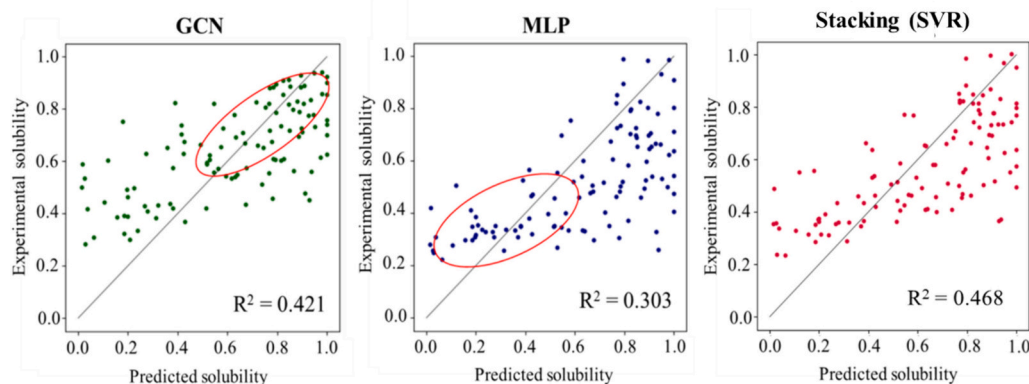 GCN
Experimental solubility
1.0
0.8
0.6
0.4
0.2
0.0
R² = 0.421
0.0 0.2 0.4 0.6 0.8 1.0
Predicted solubility
MLP
Experimental solubility
1.0
0.8
0.6
0.4
0.2
0.0
R² = 0.303
0.0 0.2 0.4 0.6 0.8 1.0
Predicted solubility
Stacking (SVR)
Experimental solubility
1.0
0.8
0.6
0.4
0.2
0.0
R² = 0.468
0.0 0.2 0.4 0.6 0.8 1.0
Predicted solubility